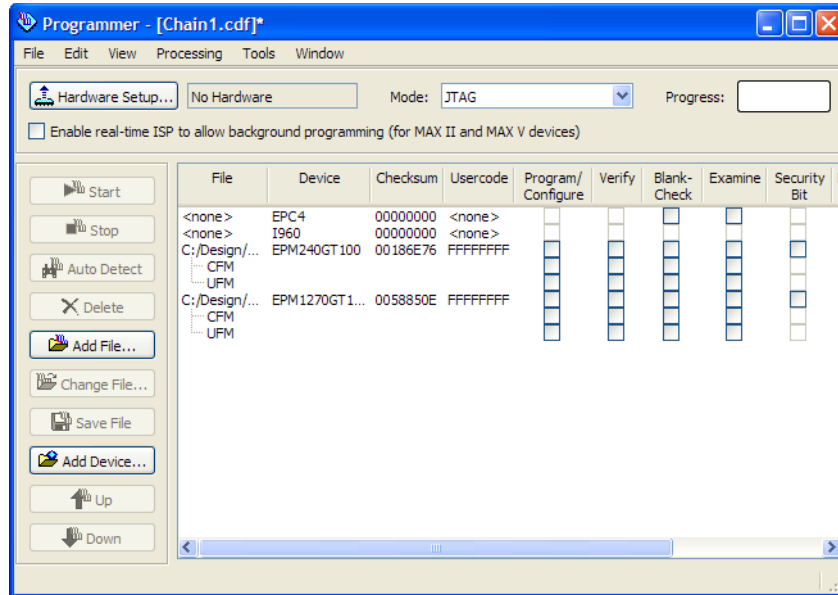 Programmer - [Chain1.cdf]*
File Edit View Processing Tools Window
Hardware Setup... No Hardware Mode: JTAG Progress:
Enable real-time ISP to allow background programming (for MAX II and MAX V devices)
Start
Stop
Auto Detect
Delete
Add File...
Change File...
Save File
Add Device...
Up
Down
File Device Checksum Usercode Program/ Configure Verify Blank- Check Examine Security Bit
<none> EPC4 00000000 <none>
<none> I960 00000000 <none>
C:/Design/... EPM240GT100 00186E76 FFFFFFFF
CFM
UFM
C:/Design/... EPM1270GT1... 0058850E FFFFFFFF
CFM
UFM